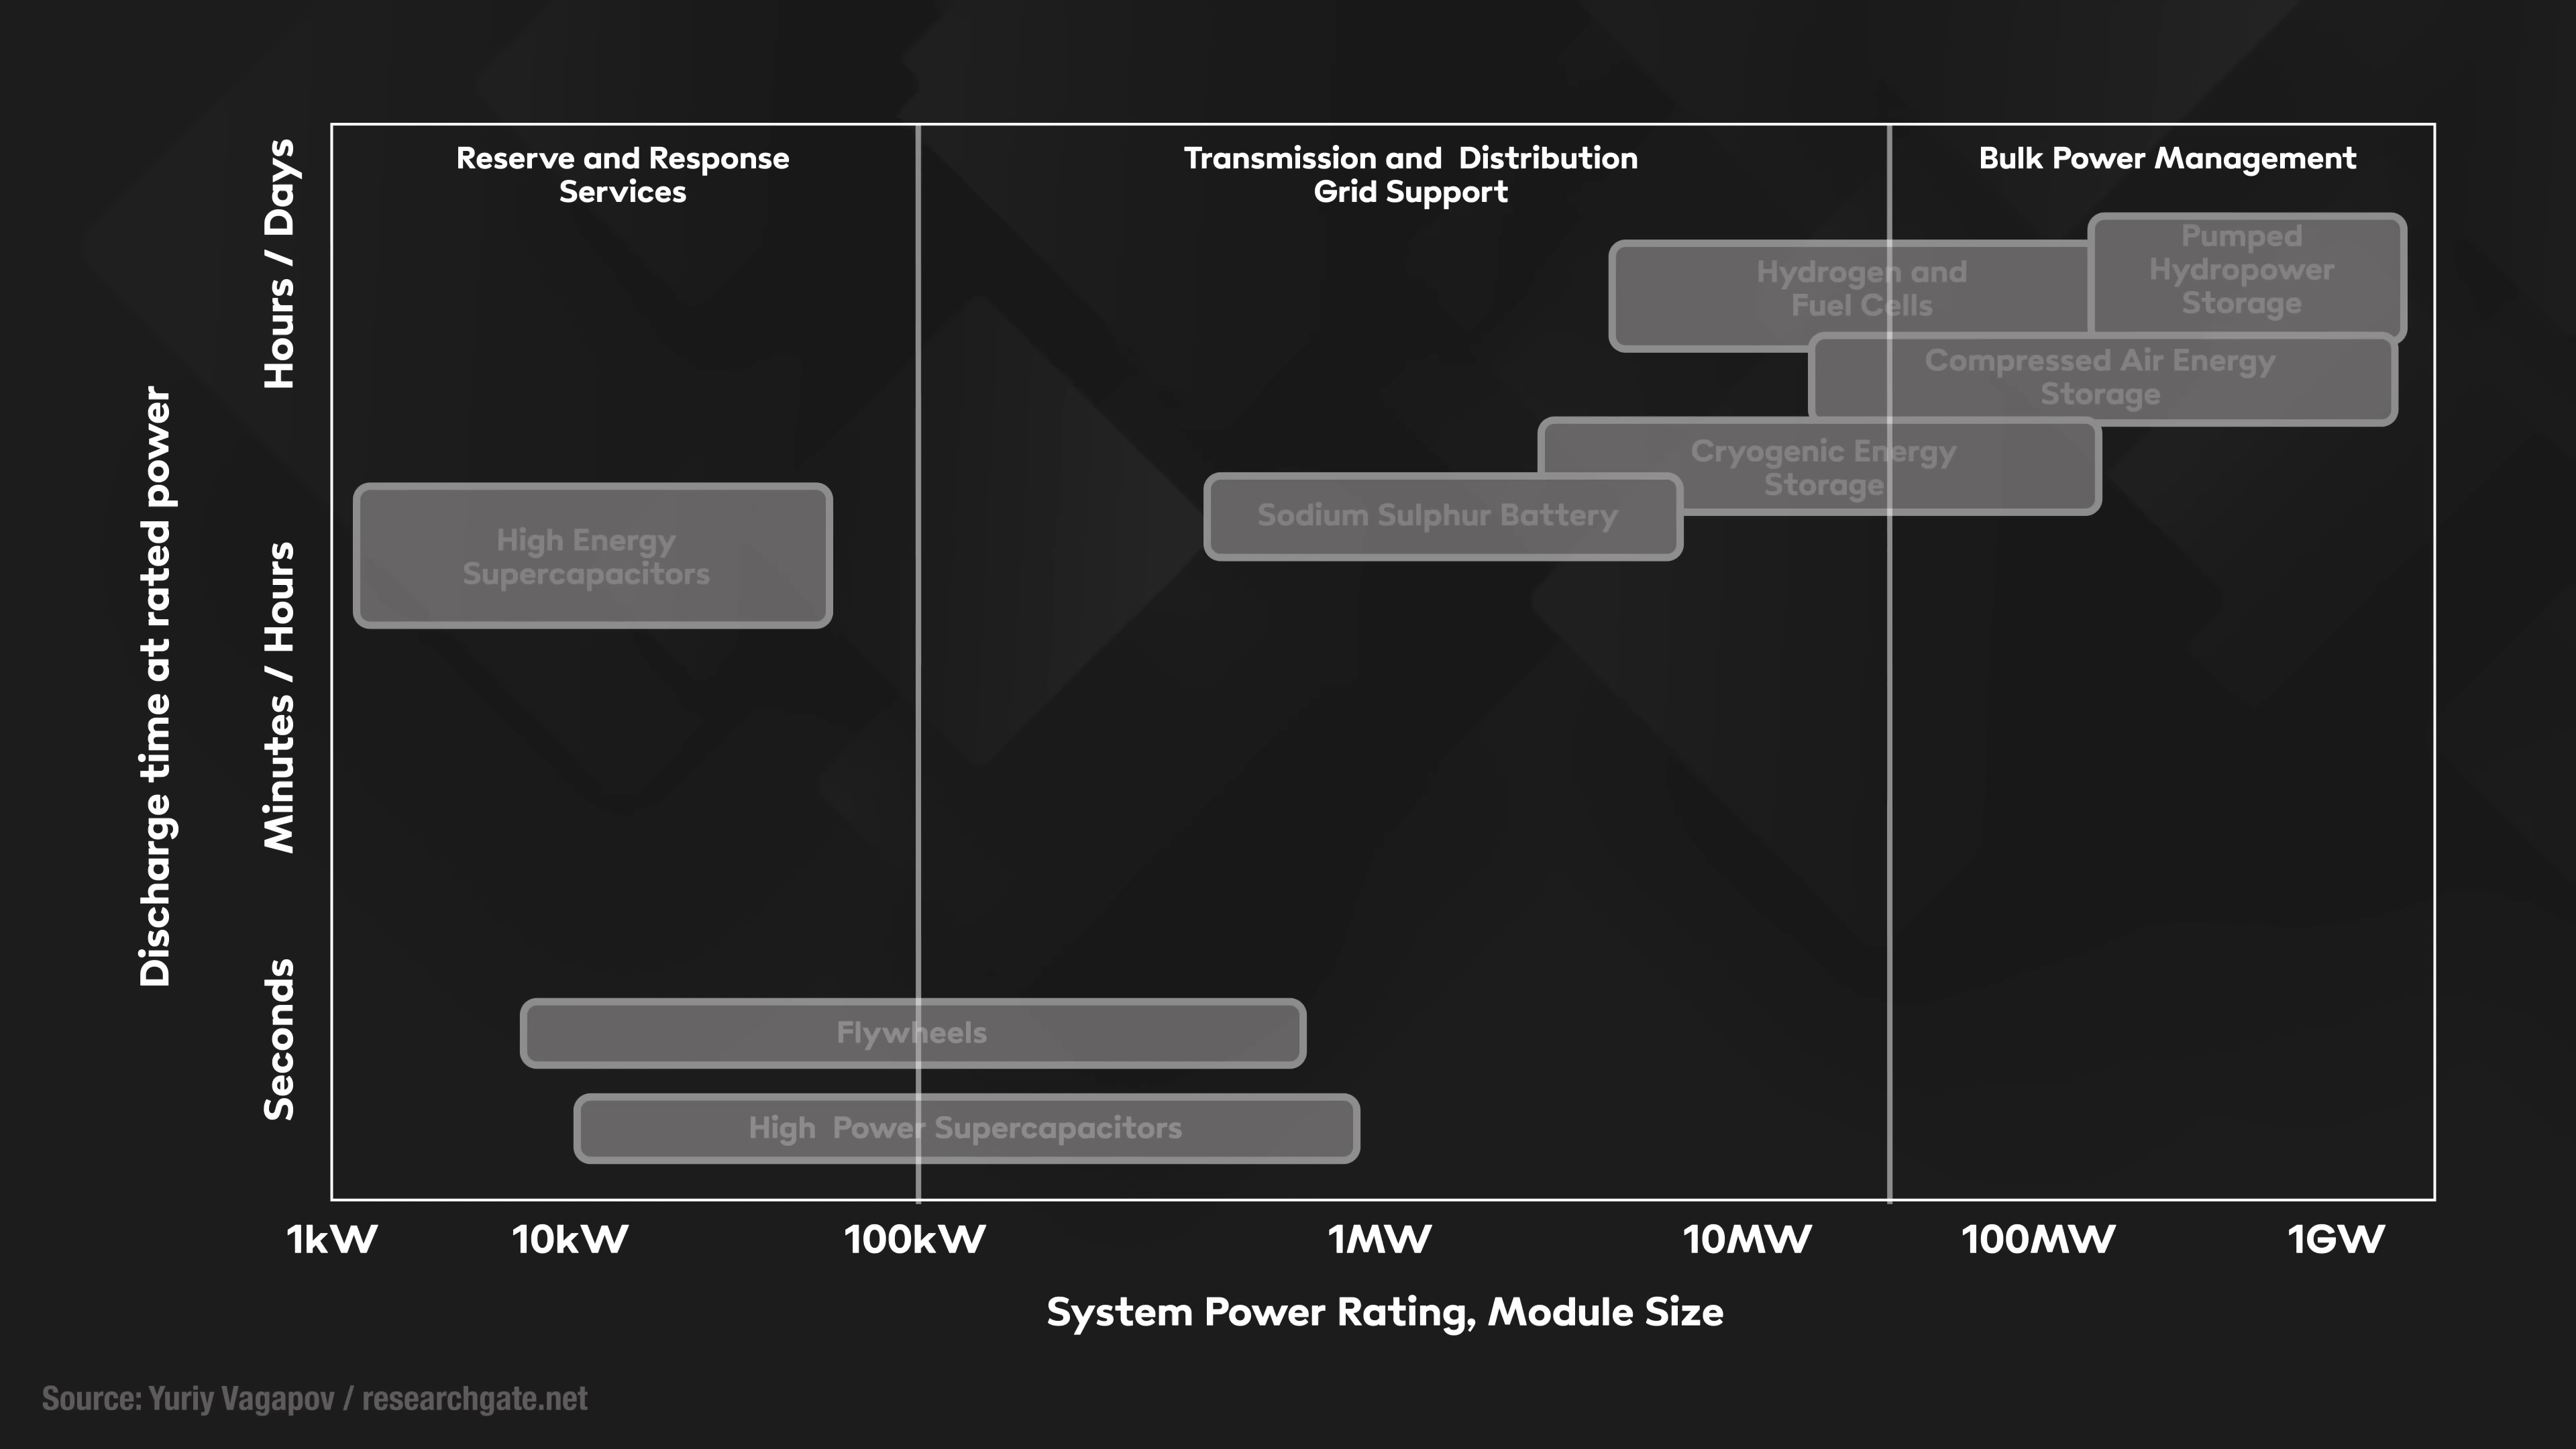 Reserve and Response
Services
Transmission and Distribution
Grid Support
Bulk Power Management
Discharge time at rated power
Hours / Days
Minutes / Hours
Seconds
Pumped
Hydropower
Storage
Hydrogen and
Fuel Cells
Compressed Air Energy
Storage
Cryogenic Energy
Storage
Sodium Sulphur Battery
High Energy
Supercapacitors
Flywheels
High Power Supercapacitors
1kW
10kW
100kW
1MW
10MW
100MW
1GW
System Power Rating, Module Size
Source: Yuriy Vagapov / researchgate.net